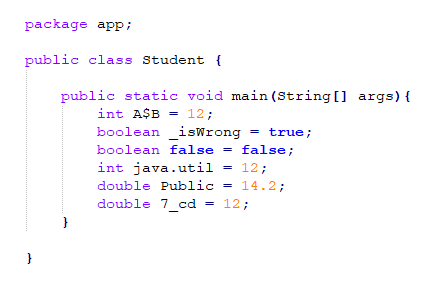 package app;
public class Student {
public static void main(String[] args){
int A$B = 12;
boolean _isWrong = true;
boolean false = false;
int java.util = 12;
double Public = 14.2;
double 7_cd = 12;
}
}